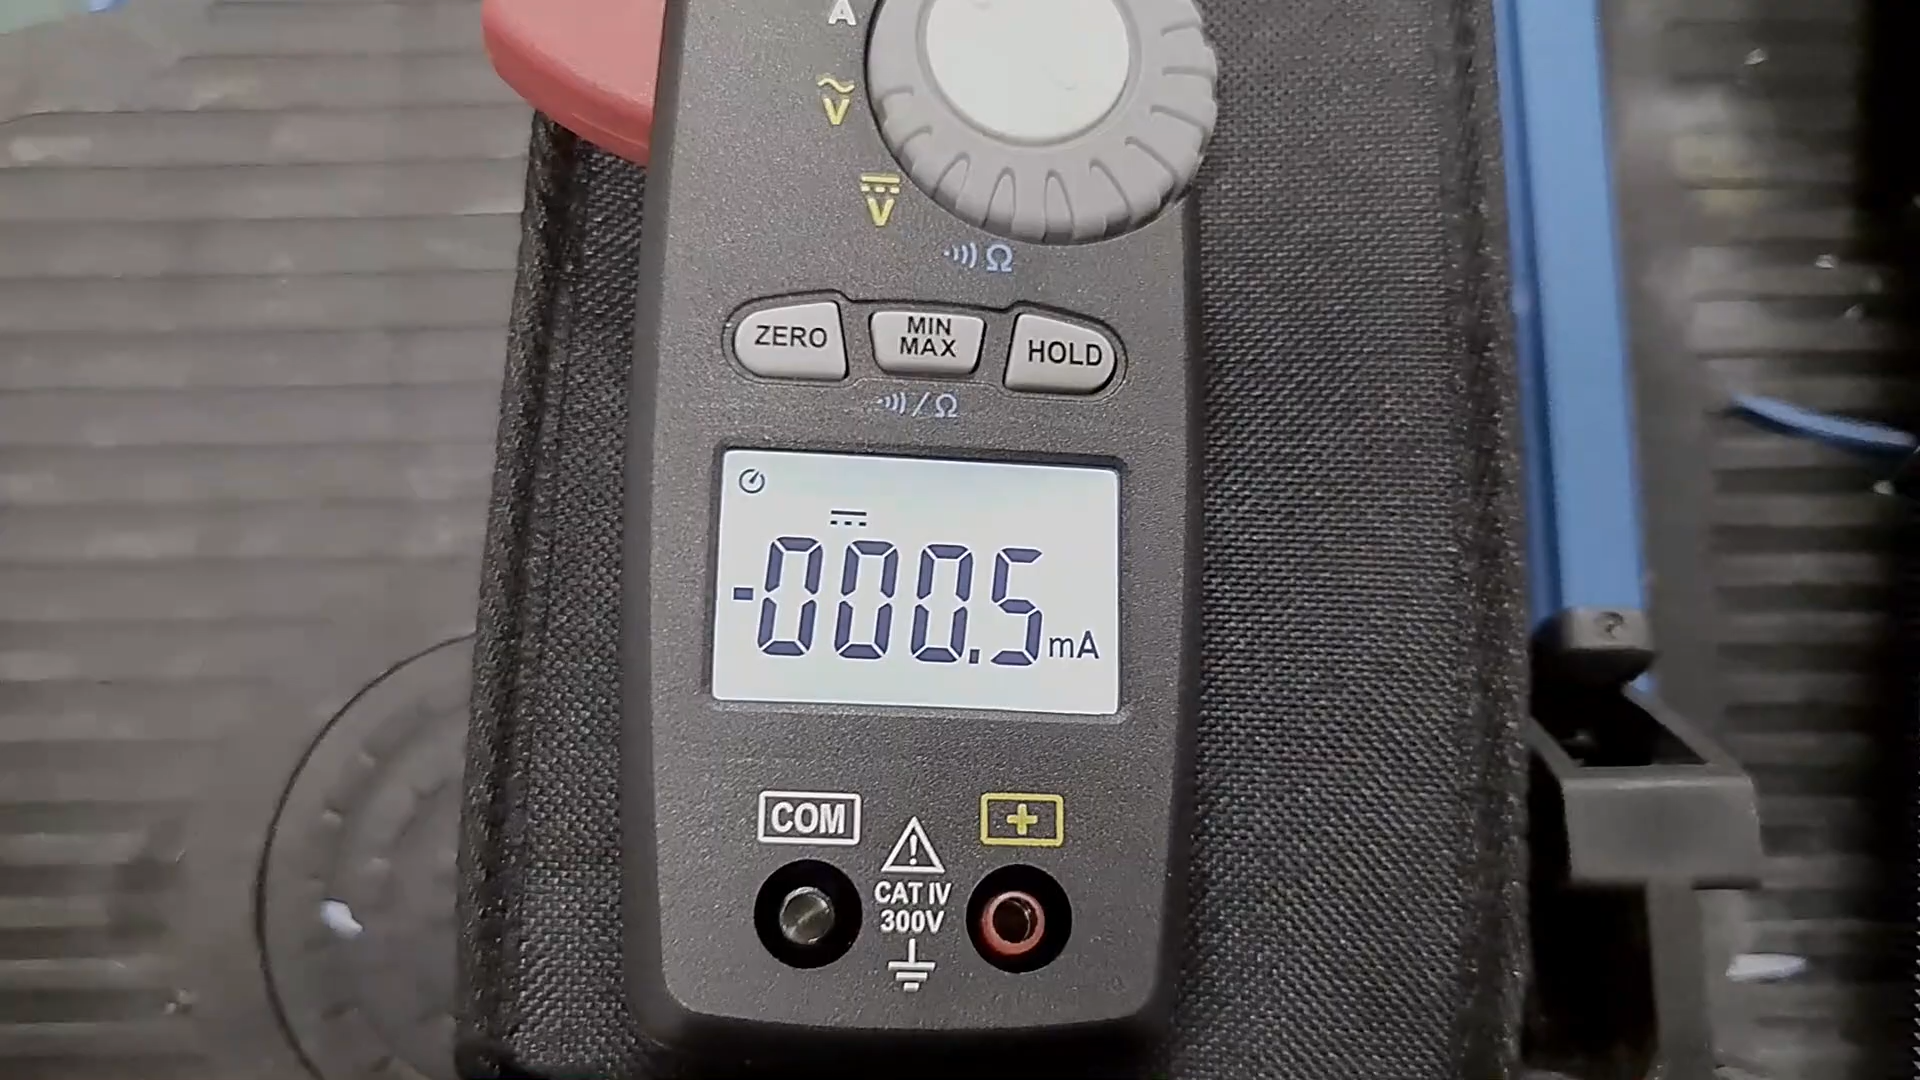 A
V
V
Ω
ZERO
MIN
MAX
HOLD
/ Ω
-000.5 mA
COM
+
CAT IV
300V